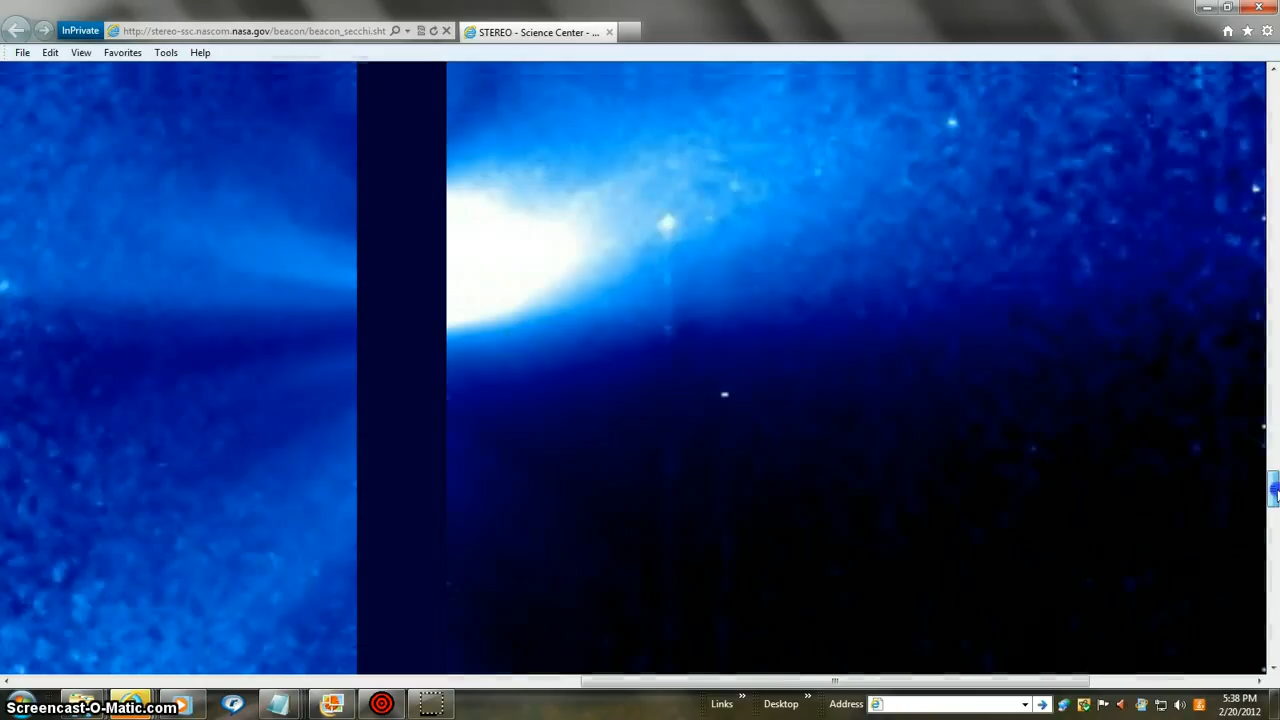 InPrivate
http://stereo-ssc.nascom.nasa.gov/beacon/beacon_secchi.sht
STEREO - Science Center - ...
File Edit View Favorites Tools Help
Links » Desktop » Address
5:38 PM
2/20/2012
Screencast-O-Matic.com